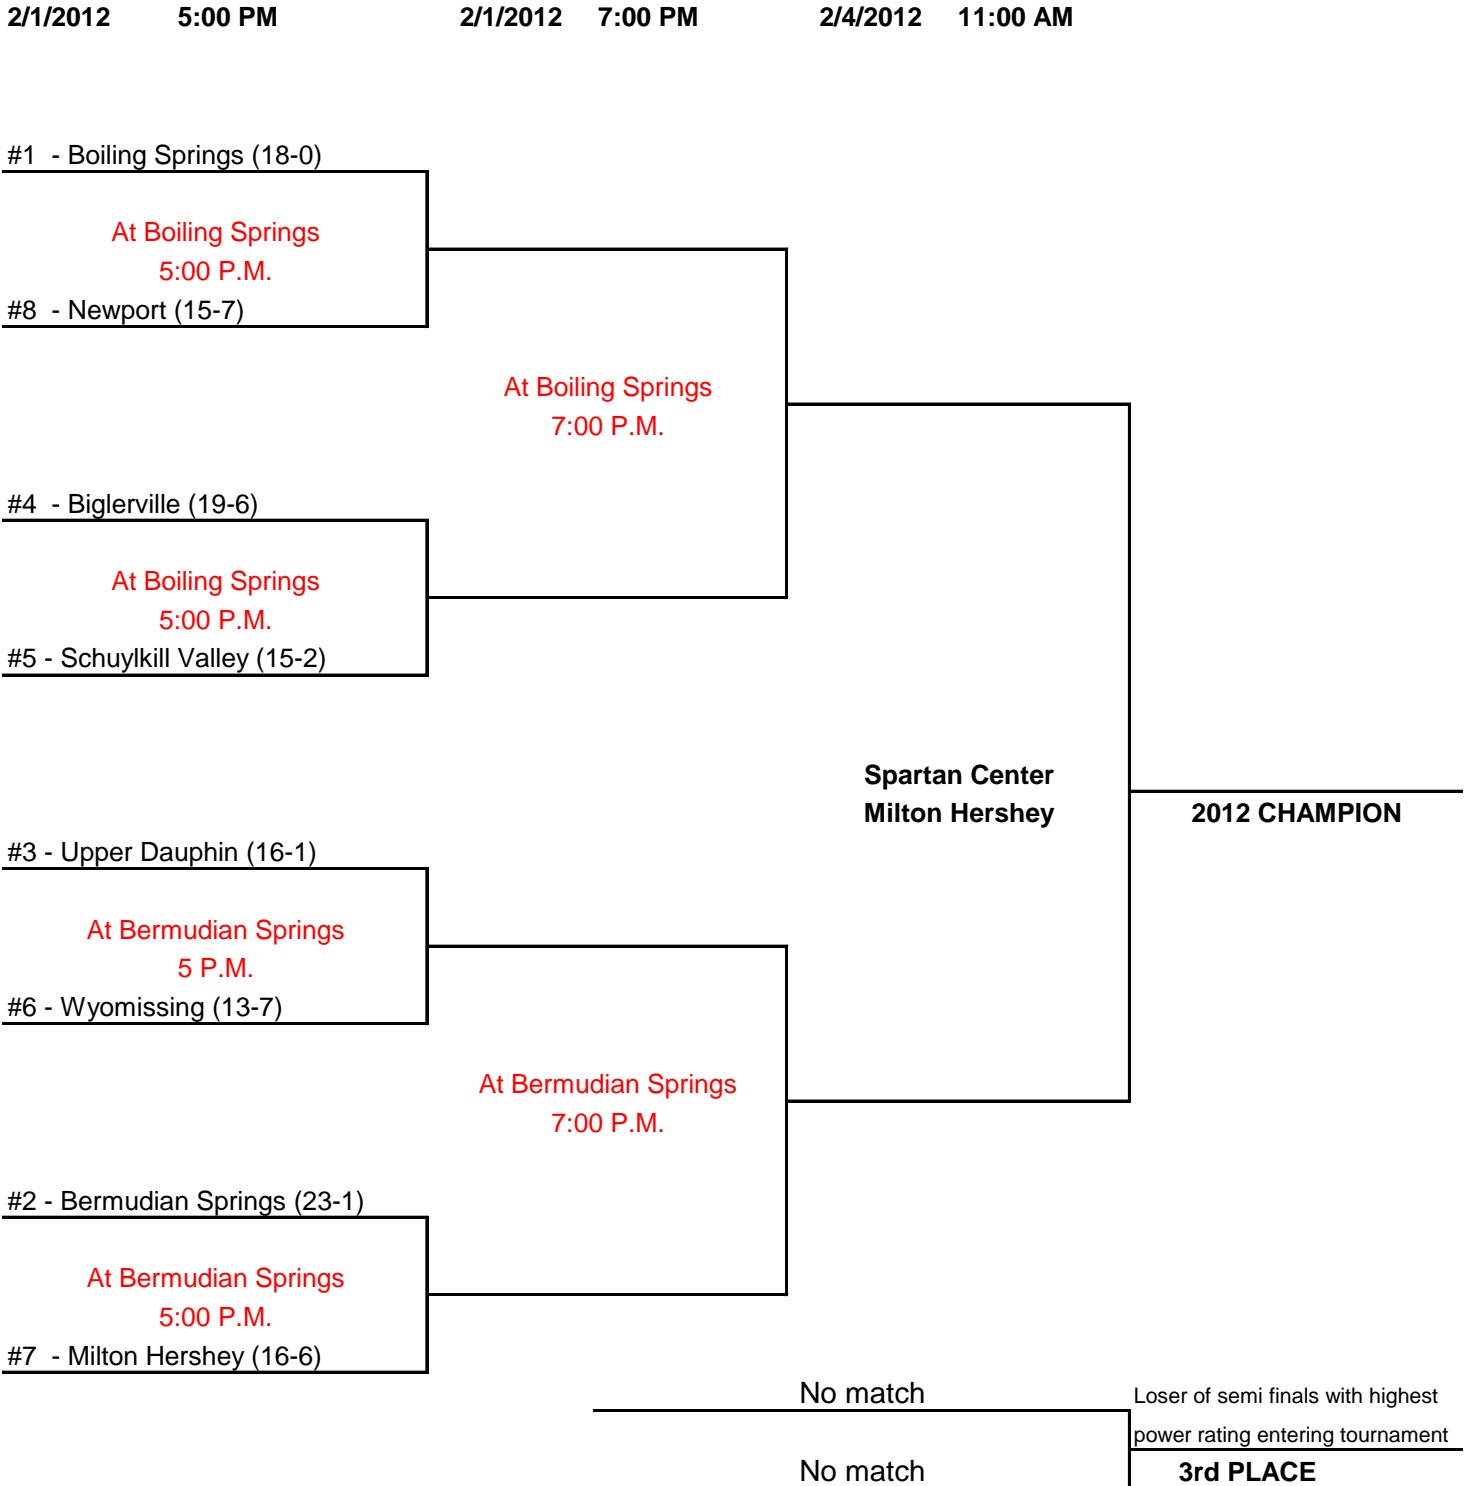 2/1/2012 5:00 PM 2/1/2012 7:00 PM 2/4/2012 11:00 AM
#1 - Boiling Springs (18-0)
At Boiling Springs
5:00 P.M.
#8 - Newport (15-7)
At Boiling Springs
7:00 P.M.
#4 - Biglerville (19-6)
At Boiling Springs
5:00 P.M.
#5 - Schuylkill Valley (15-2)
Spartan Center
Milton Hershey
2012 CHAMPION
#3 - Upper Dauphin (16-1)
At Bermudian Springs
5 P.M.
#6 - Wyomissing (13-7)
At Bermudian Springs
7:00 P.M.
#2 - Bermudian Springs (23-1)
At Bermudian Springs
5:00 P.M.
#7 - Milton Hershey (16-6)
No match
Loser of semi finals with highest
power rating entering tournament
No match
3rd PLACE